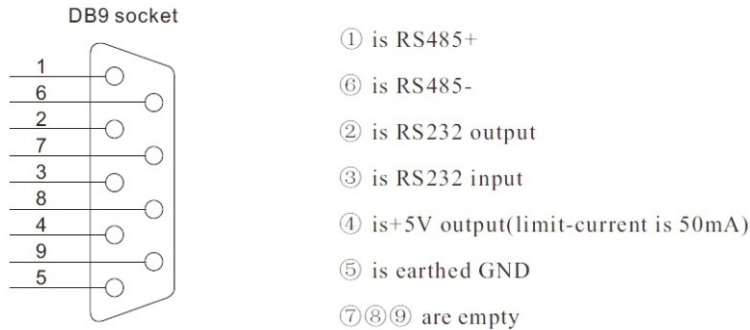 DB9 socket
1
6
2
7
3
8
4
9
5
① is RS485+
⑥ is RS485-
② is RS232 output
③ is RS232 input
④ is+5V output(limit-current is 50mA)
⑤ is earthed GND
⑦⑧⑨ are empty